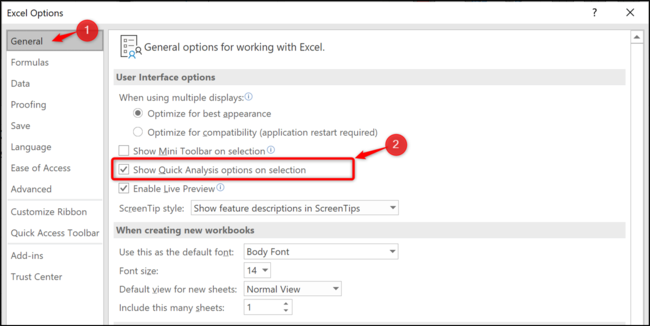 Excel Options
?
General
1
General options for working with Excel.
Formulas
Data
Proofing
Save
Language
Ease of Access
Advanced
Customize Ribbon
Quick Access Toolbar
Add-ins
Trust Center
User Interface options
When using multiple displays:
Optimize for best appearance
Optimize for compatibility (application restart required)
Show Mini Toolbar on selection
2
Show Quick Analysis options on selection
Enable Live Preview
ScreenTip style: Show feature descriptions in ScreenTips
When creating new workbooks
Use this as the default font: Body Font
Font size: 14
Default view for new sheets: Normal View
Include this many sheets: 1